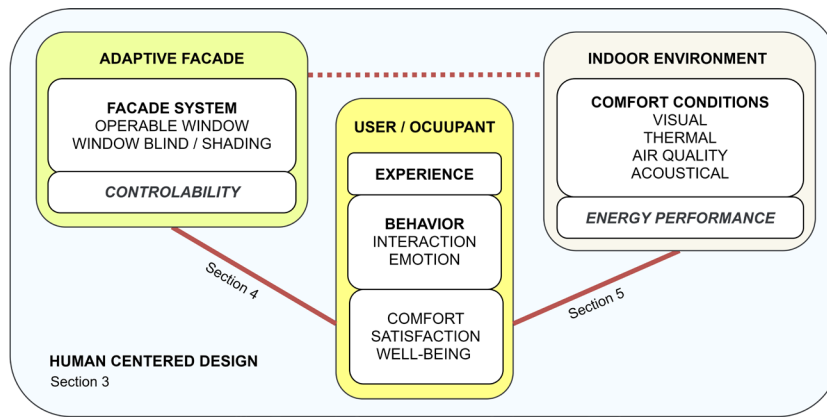 ADAPTIVE FACADE
FACADE SYSTEM
OPERABLE WINDOW
WINDOW BLIND / SHADING
CONTROLABILITY
USER / OCUUPANT
EXPERIENCE
BEHAVIOR
INTERACTION
EMOTION
COMFORT
SATISFACTION
WELL-BEING
INDOOR ENVIRONMENT
COMFORT CONDITIONS
VISUAL
THERMAL
AIR QUALITY
ACOUSTICAL
ENERGY PERFORMANCE
Section 4
Section 5
HUMAN CENTERED DESIGN
Section 3